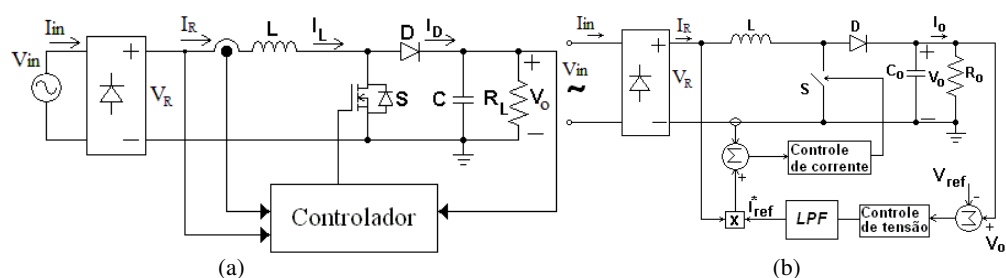 Iin
Vin
IR
VR
L
IL
D
ID
S
C
RL
Vo
Controlador
(a)
Iin
Vin
~
IR
VR
L
D
Io
S
Co
Vo
Ro
Σ
Controle
de corrente
x
I*ref
LPF
Controle
de tensão
Vref
Σ
Vo
(b)